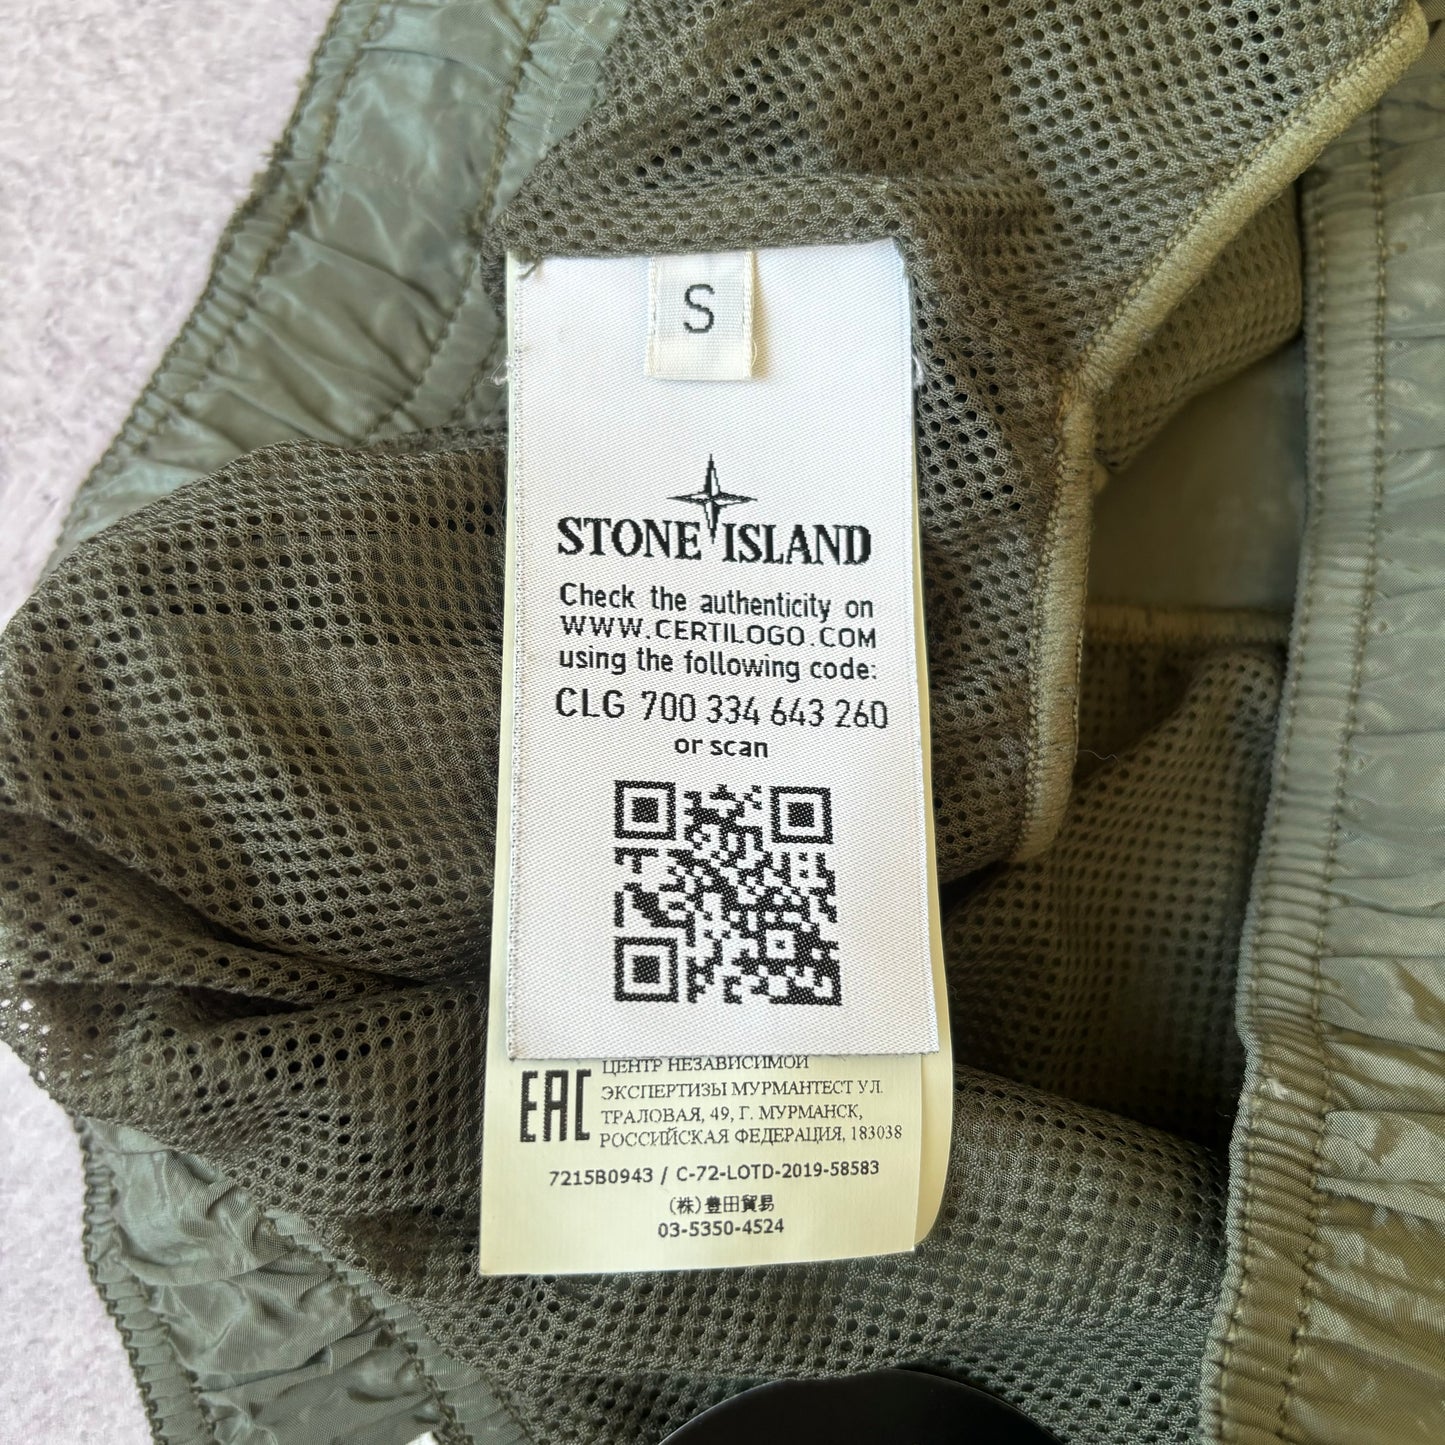 S
STONE ISLAND
Check the authenticity on
WWW.CERTILOGO.COM
using the following code:
CLG 700 334 643 260
or scan
EAC
ЦЕНТР НЕЗАВИСИМОЙ
ЭКСПЕРТИЗЫ МУРМАНТЕСТ УЛ.
ТРАЛОВАЯ, 49, Г. МУРМАНСК,
РОССИЙСКАЯ ФЕДЕРАЦИЯ, 183038
7215B0943 / C-72-LOTD-2019-58583
(株)豊田貿易
03-5350-4524